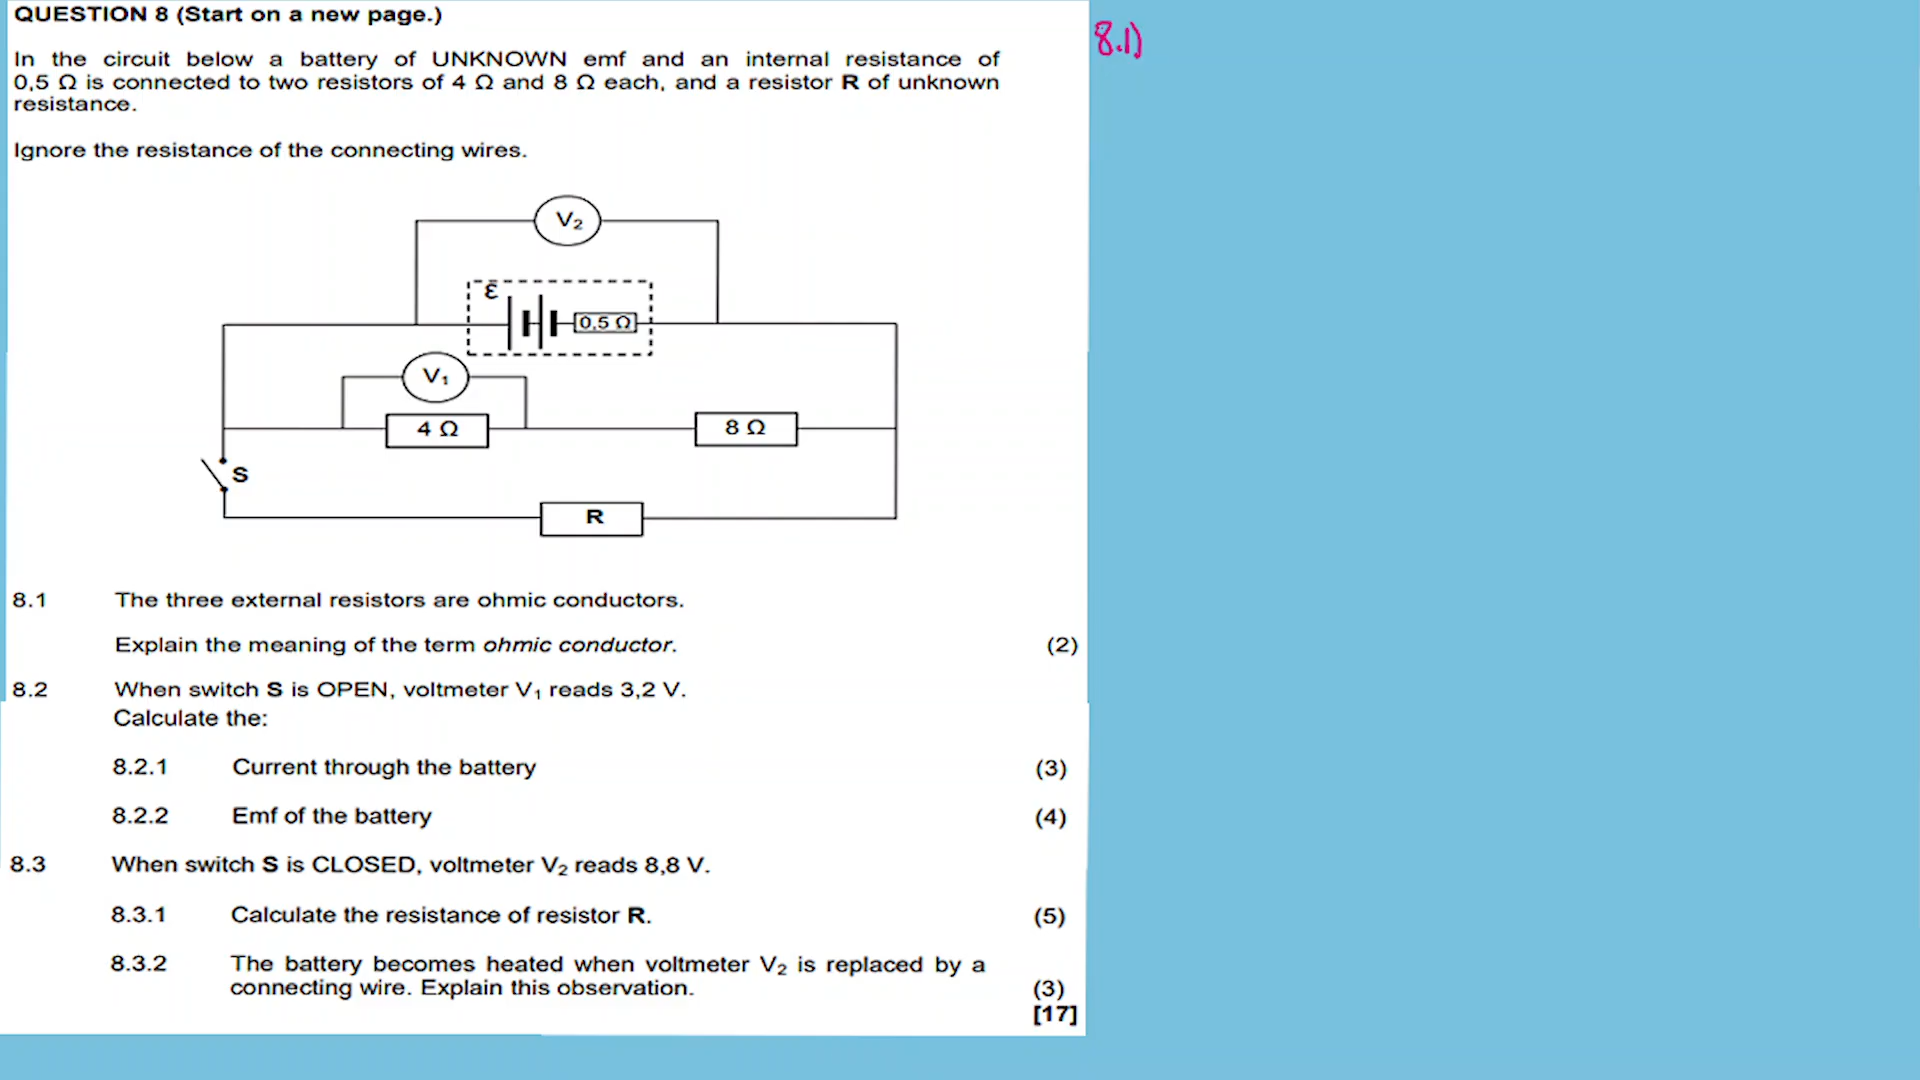 QUESTION 8 (Start on a new page.)
8.1)
In the circuit below a battery of UNKNOWN emf and an internal resistance of
0,5 Ω is connected to two resistors of 4 Ω and 8 Ω each, and a resistor R of unknown
resistance.
Ignore the resistance of the connecting wires.
V₂
ε
0,5 Ω
V₁
4 Ω
8 Ω
S
R
8.1 The three external resistors are ohmic conductors.
Explain the meaning of the term ohmic conductor. (2)
8.2 When switch S is OPEN, voltmeter V₁ reads 3,2 V.
Calculate the:
8.2.1 Current through the battery (3)
8.2.2 Emf of the battery (4)
8.3 When switch S is CLOSED, voltmeter V₂ reads 8,8 V.
8.3.1 Calculate the resistance of resistor R. (5)
8.3.2 The battery becomes heated when voltmeter V₂ is replaced by a
connecting wire. Explain this observation. (3)
[17]